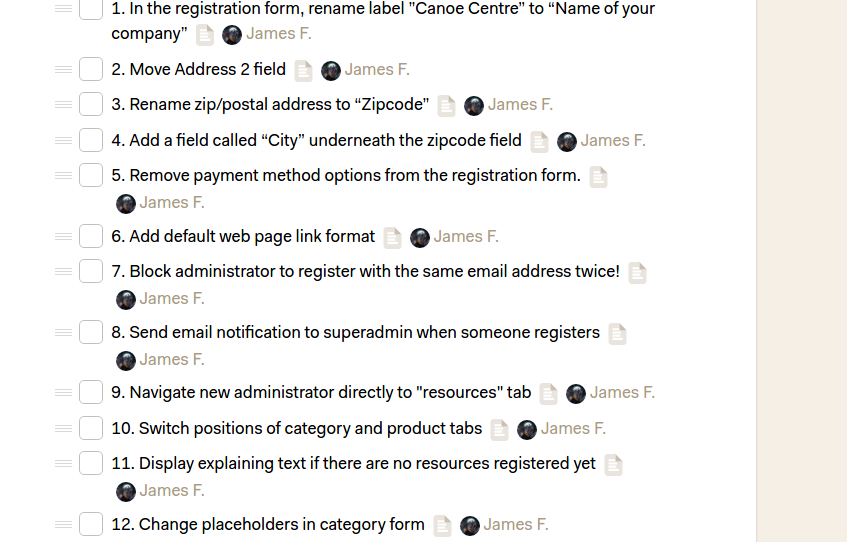 1. In the registration form, rename label "Canoe Centre” to “Name of your
company” James F.
2. Move Address 2 field James F.
3. Rename zip/postal address to “Zipcode” James F.
4. Add a field called “City” underneath the zipcode field James F.
5. Remove payment method options from the registration form.
James F.
6. Add default web page link format James F.
7. Block administrator to register with the same email address twice!
James F.
8. Send email notification to superadmin when someone registers
James F.
9. Navigate new administrator directly to "resources" tab James F.
10. Switch positions of category and product tabs James F.
11. Display explaining text if there are no resources registered yet
James F.
12. Change placeholders in category form James F.